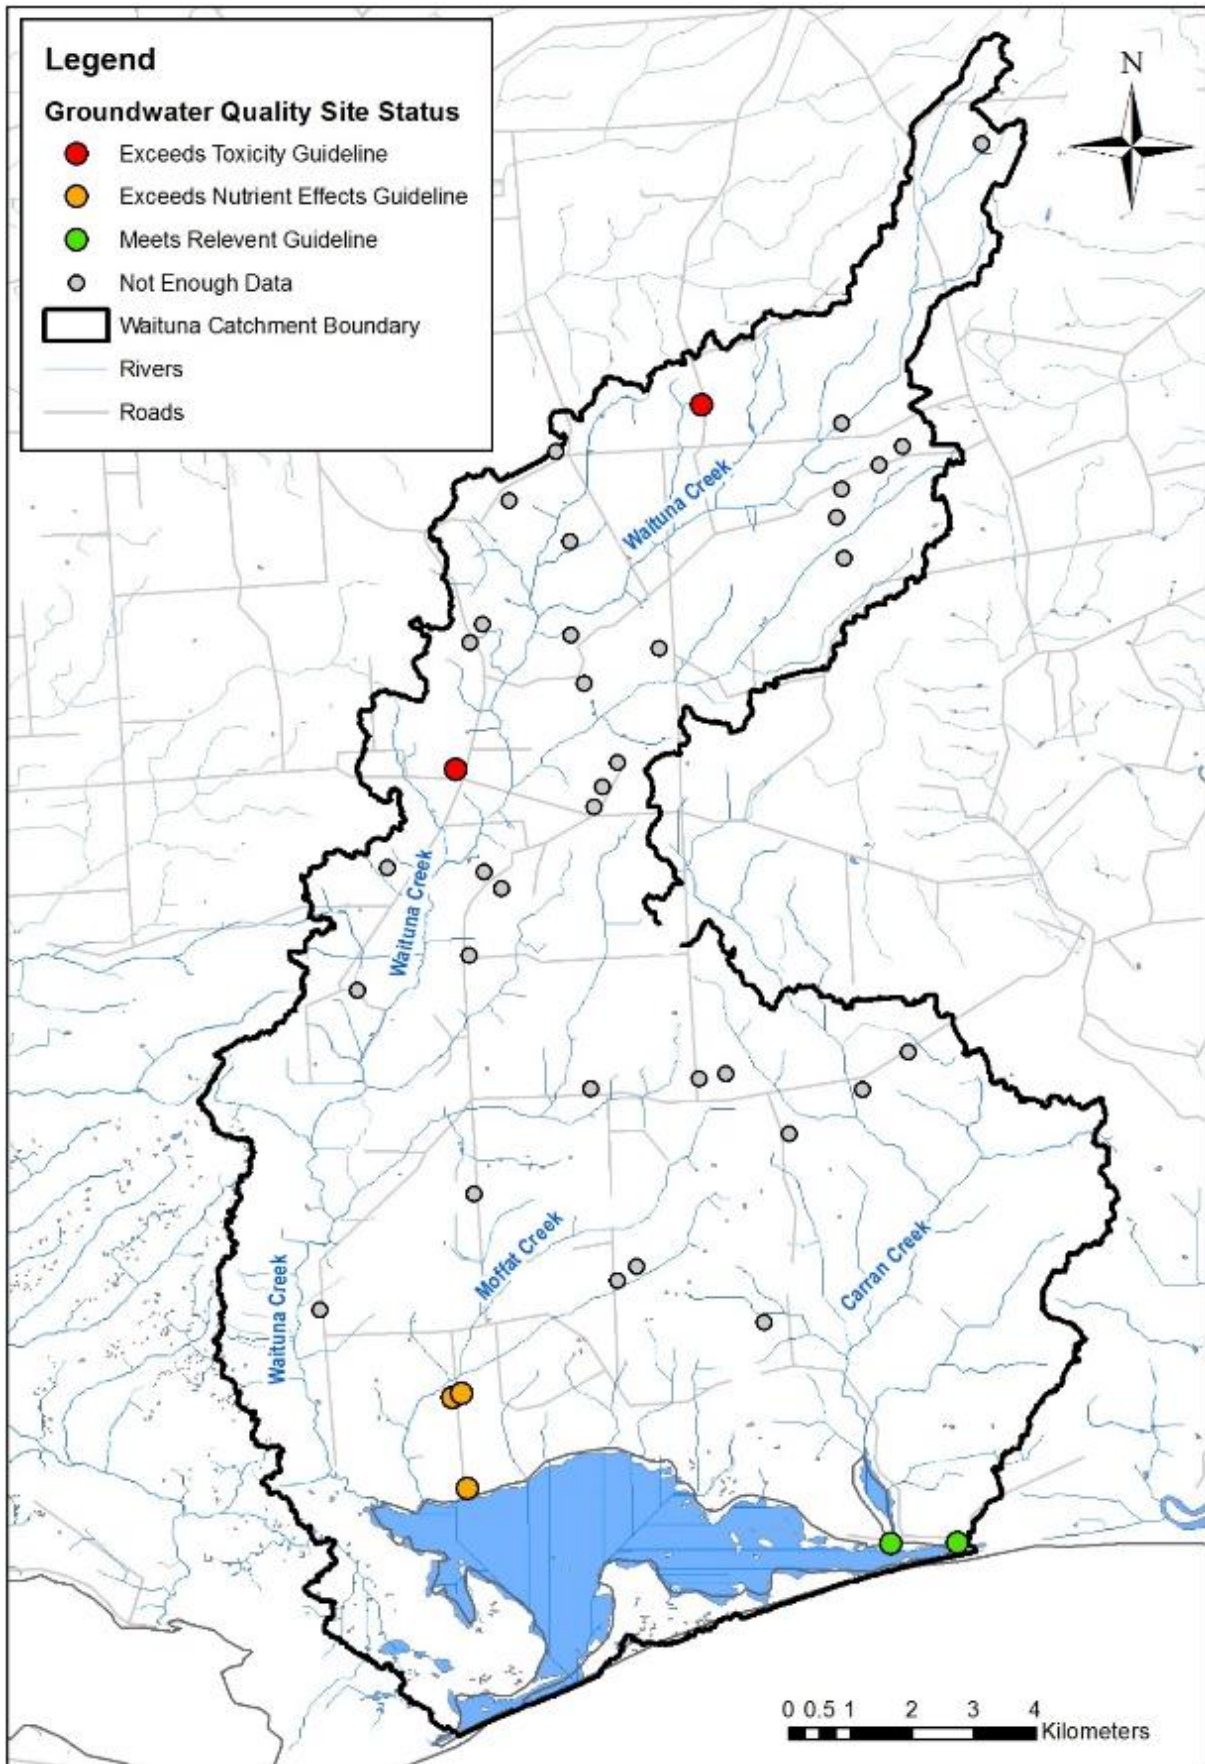 Legend
Groundwater Quality Site Status
Exceeds Toxicity Guideline
Exceeds Nutrient Effects Guideline
Meets Relevent Guideline
Not Enough Data
Waituna Catchment Boundary
Rivers
Roads
N
Waituna Creek
Waituna Creek
Moffat Creek
Carran Creek
Waituna Creek
0 0.5 1 2 3 4
Kilometers